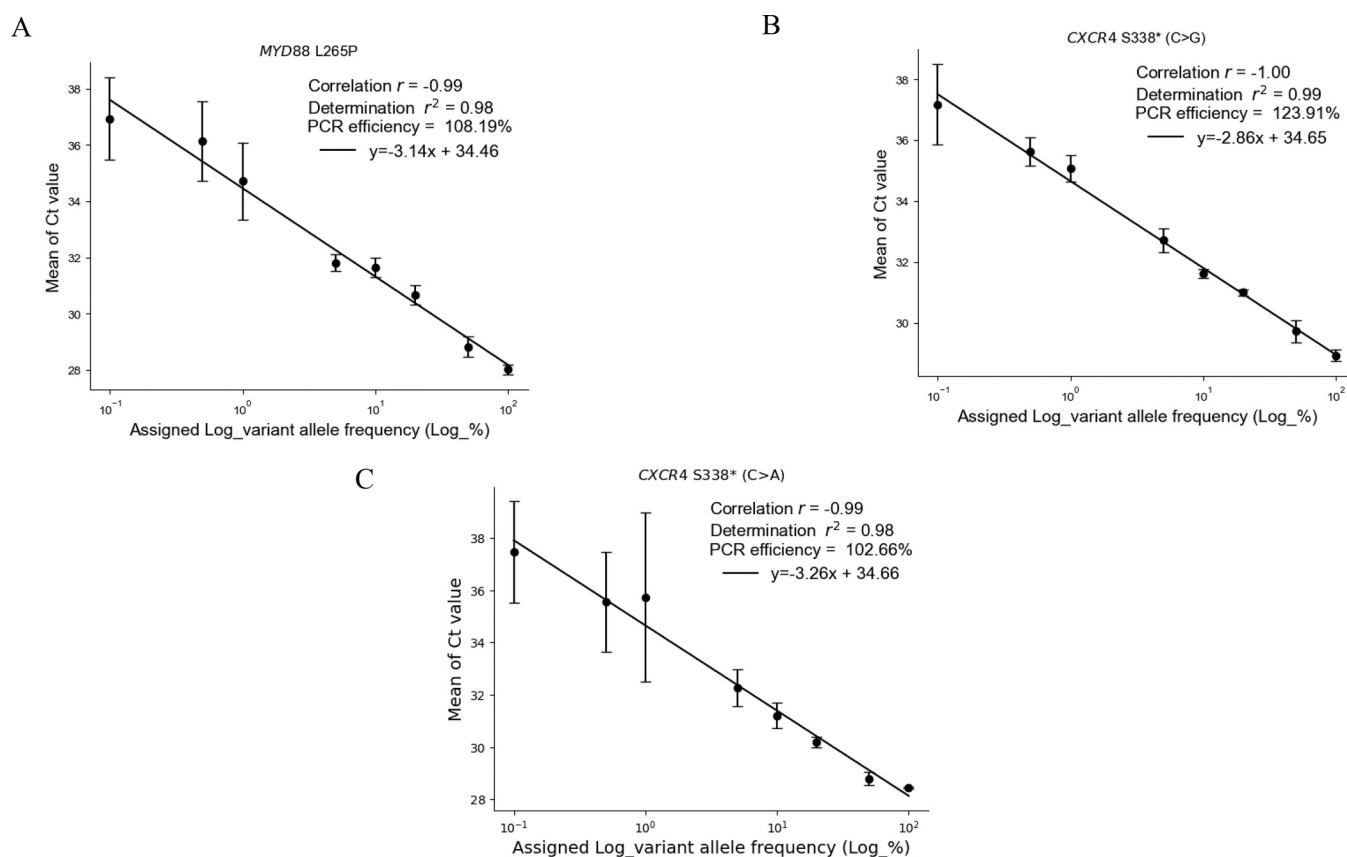 A
MYD88 L265P
Correlation r = -0.99
Determination r² = 0.98
PCR efficiency = 108.19%
y=-3.14x + 34.46
Mean of Ct value
38
36
34
32
30
28
10⁻¹
10⁰
10¹
10²
Assigned Log_variant allele frequency (Log_%)
B
CXCR4 S338* (C>G)
Correlation r = -1.00
Determination r² = 0.99
PCR efficiency = 123.91%
y=-2.86x + 34.65
Mean of Ct value
38
36
34
32
30
10⁻¹
10⁰
10¹
10²
Assigned Log_variant allele frequency (Log_%)
C
CXCR4 S338* (C>A)
Correlation r = -0.99
Determination r² = 0.98
PCR efficiency = 102.66%
y=-3.26x + 34.66
Mean of Ct value
38
36
34
32
30
28
10⁻¹
10⁰
10¹
10²
Assigned Log_variant allele frequency (Log_%)